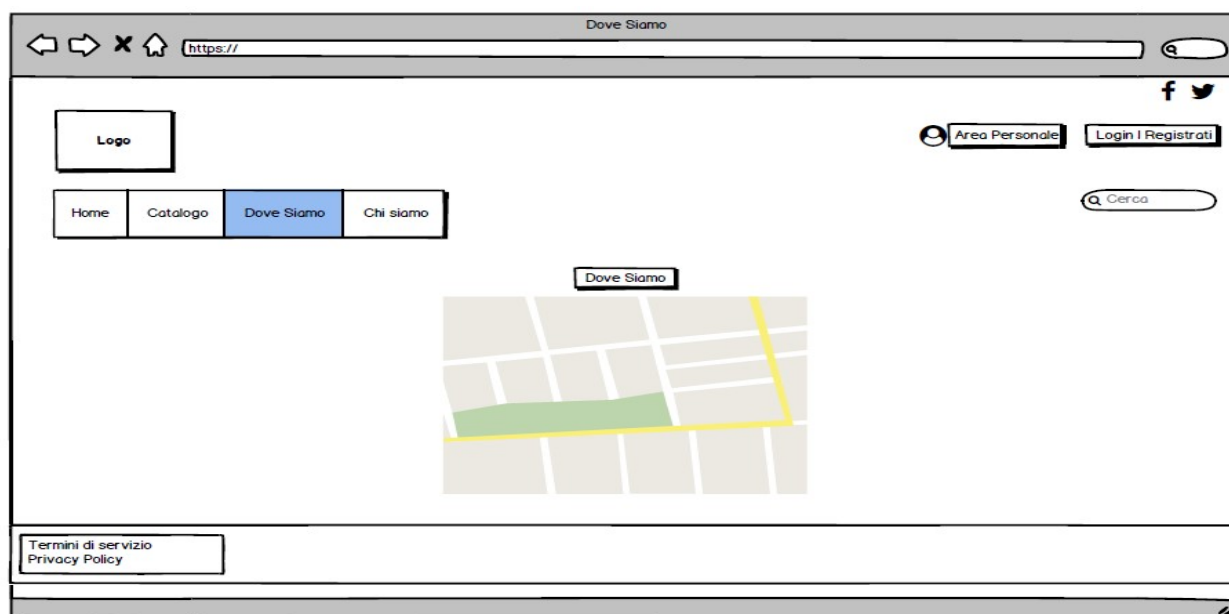 Dove Siamo
https://
Logo
Area Personale
Login | Registrati
Home
Catalogo
Dove Siamo
Chi siamo
Cerca
Dove Siamo
Termini di servizio
Privacy Policy